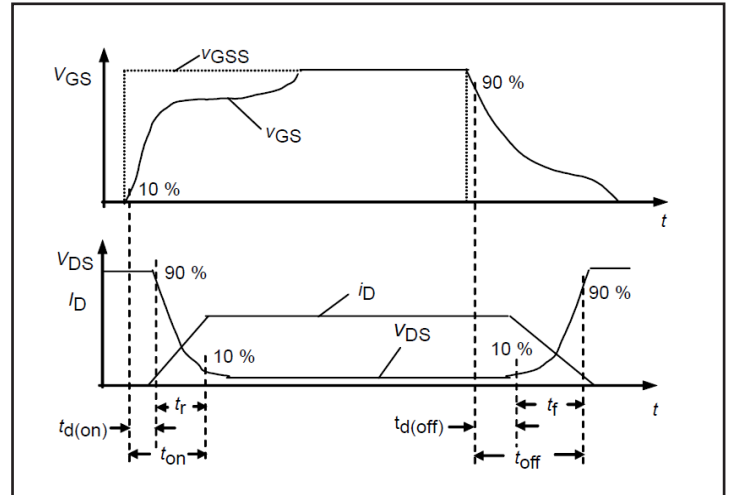 vGSS
VGS
90 %
vGS
10 %
t
VDS
90 %
ID
iD
90 %
VDS
10 %
10 %
tr
tf
t
td(on)
td(off)
ton
toff